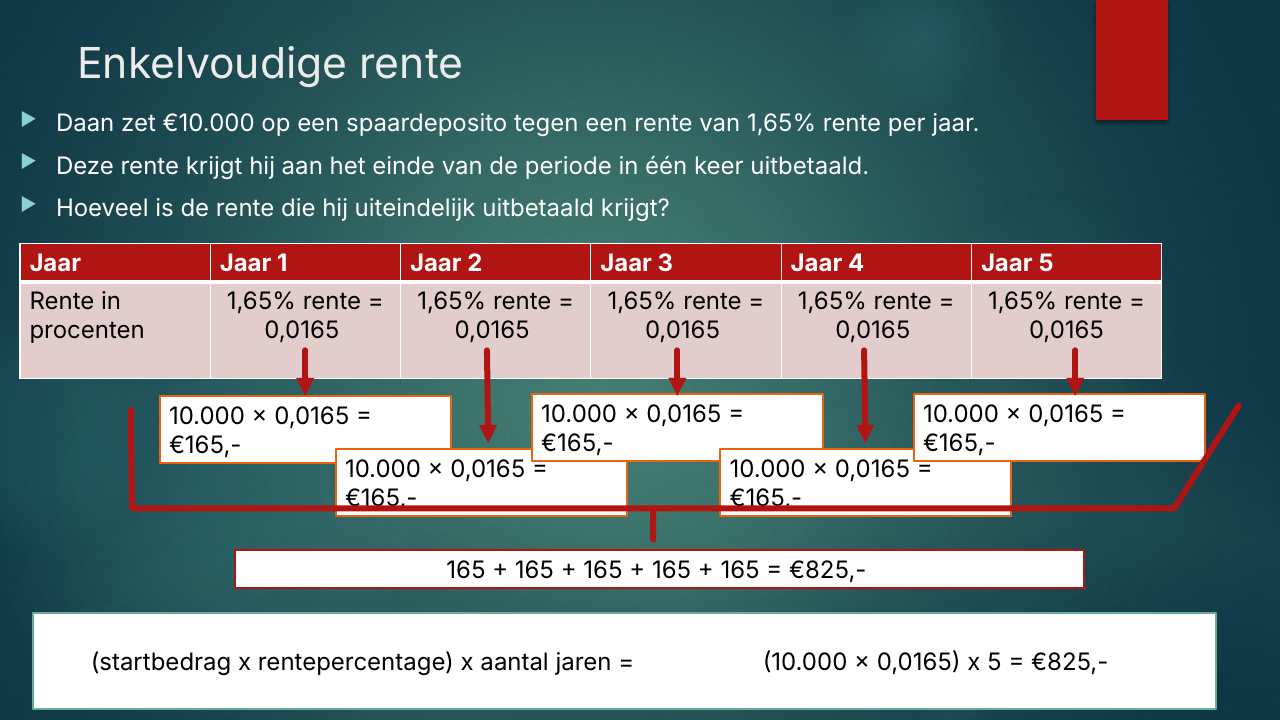 Enkelvoudige rente
Daan zet €10.000 op een spaardeposito tegen een rente van 1,65% rente per jaar.
Deze rente krijgt hij aan het einde van de periode in één keer uitbetaald.
Hoeveel is de rente die hij uiteindelijk uitbetaald krijgt?
Jaar Jaar 1 Jaar 2 Jaar 3 Jaar 4 Jaar 5
Rente in 1,65% rente = 1,65% rente = 1,65% rente = 1,65% rente = 1,65% rente =
procenten 0,0165 0,0165 0,0165 0,0165 0,0165
10.000 × 0,0165 =
€165,-
10.000 × 0,0165 =
€165,-
10.000 × 0,0165 =
€165,-
10.000 × 0,0165 =
€165,-
10.000 × 0,0165 =
€165,-
165 + 165 + 165 + 165 + 165 = €825,-
(startbedrag x rentepercentage) x aantal jaren = (10.000 × 0,0165) x 5 = €825,-